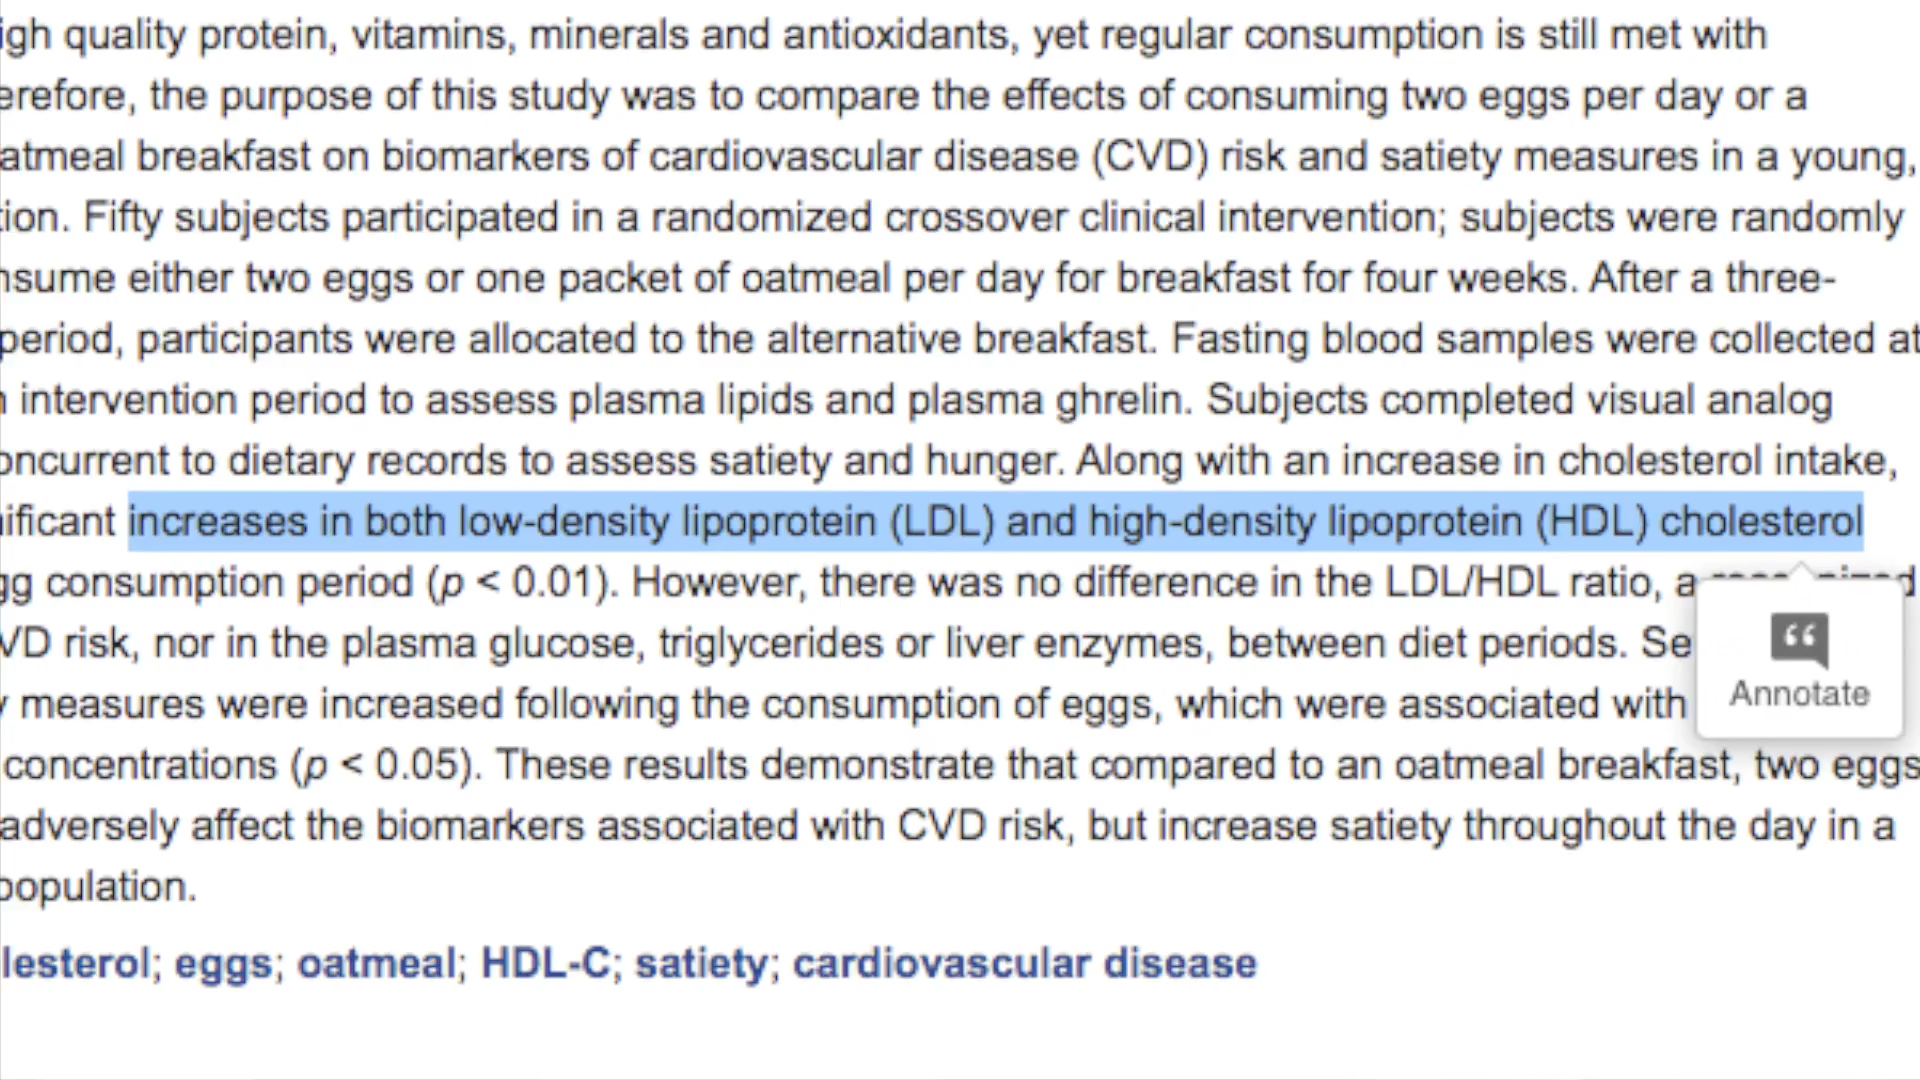 igh quality protein, vitamins, minerals and antioxidants, yet regular consumption is still met with
erefore, the purpose of this study was to compare the effects of consuming two eggs per day or a
atmeal breakfast on biomarkers of cardiovascular disease (CVD) risk and satiety measures in a young,
tion. Fifty subjects participated in a randomized crossover clinical intervention; subjects were randomly
nsume either two eggs or one packet of oatmeal per day for breakfast for four weeks. After a three-
period, participants were allocated to the alternative breakfast. Fasting blood samples were collected at
intervention period to assess plasma lipids and plasma ghrelin. Subjects completed visual analog
oncurrent to dietary records to assess satiety and hunger. Along with an increase in cholesterol intake,
ificant increases in both low-density lipoprotein (LDL) and high-density lipoprotein (HDL) cholesterol
gg consumption period (p < 0.01). However, there was no difference in the LDL/HDL ratio, a
VD risk, nor in the plasma glucose, triglycerides or liver enzymes, between diet periods. Se
y measures were increased following the consumption of eggs, which were associated with
Annotate
concentrations (p < 0.05). These results demonstrate that compared to an oatmeal breakfast, two eggs
adversely affect the biomarkers associated with CVD risk, but increase satiety throughout the day in a
population.
lesterol; eggs; oatmeal; HDL-C; satiety; cardiovascular disease